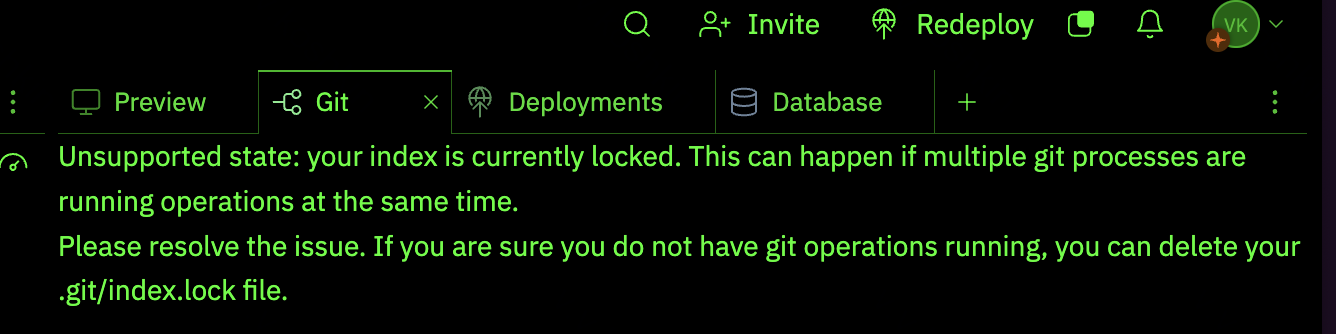 Invite
Redeploy
VK
Preview
Git
Deployments
Database
Unsupported state: your index is currently locked. This can happen if multiple git processes are
running operations at the same time.
Please resolve the issue. If you are sure you do not have git operations running, you can delete your
.git/index.lock file.